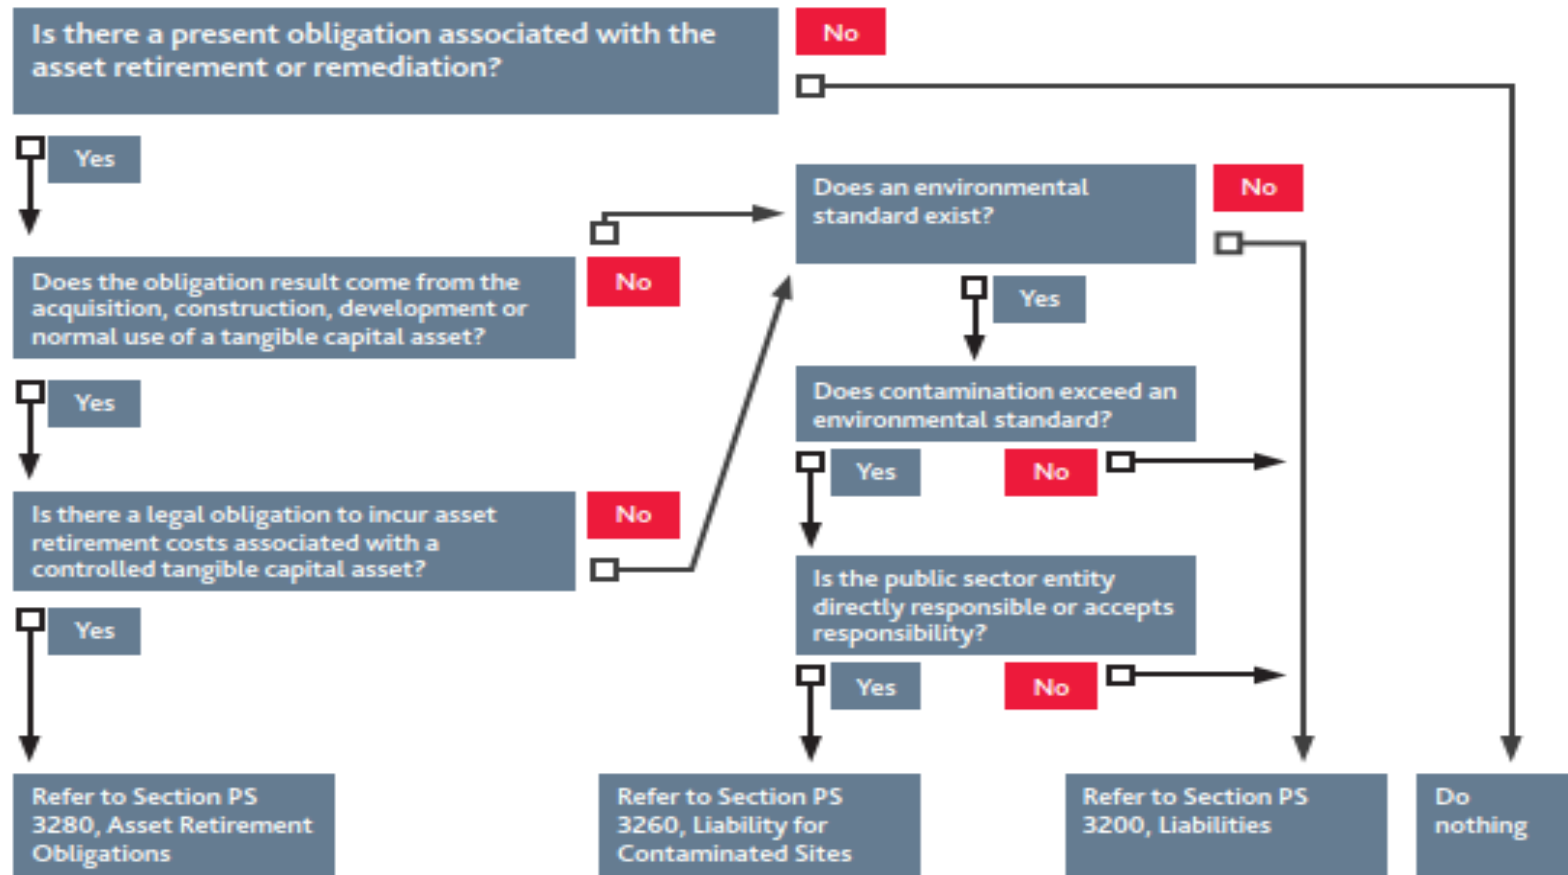 Is there a present obligation associated with the
asset retirement or remediation?
No
Yes
Does an environmental
standard exist?
No
Does the obligation result come from the
acquisition, construction, development or
normal use of a tangible capital asset?
No
Yes
Does contamination exceed an
environmental standard?
Yes
Yes
No
Is there a legal obligation to incur asset
retirement costs associated with a
controlled tangible capital asset?
No
Is the public sector entity
directly responsible or accepts
responsibility?
Yes
Yes
No
Refer to Section PS
3280, Asset Retirement
Obligations
Refer to Section PS
3260, Liability for
Contaminated Sites
Refer to Section PS
3200, Liabilities
Do
nothing